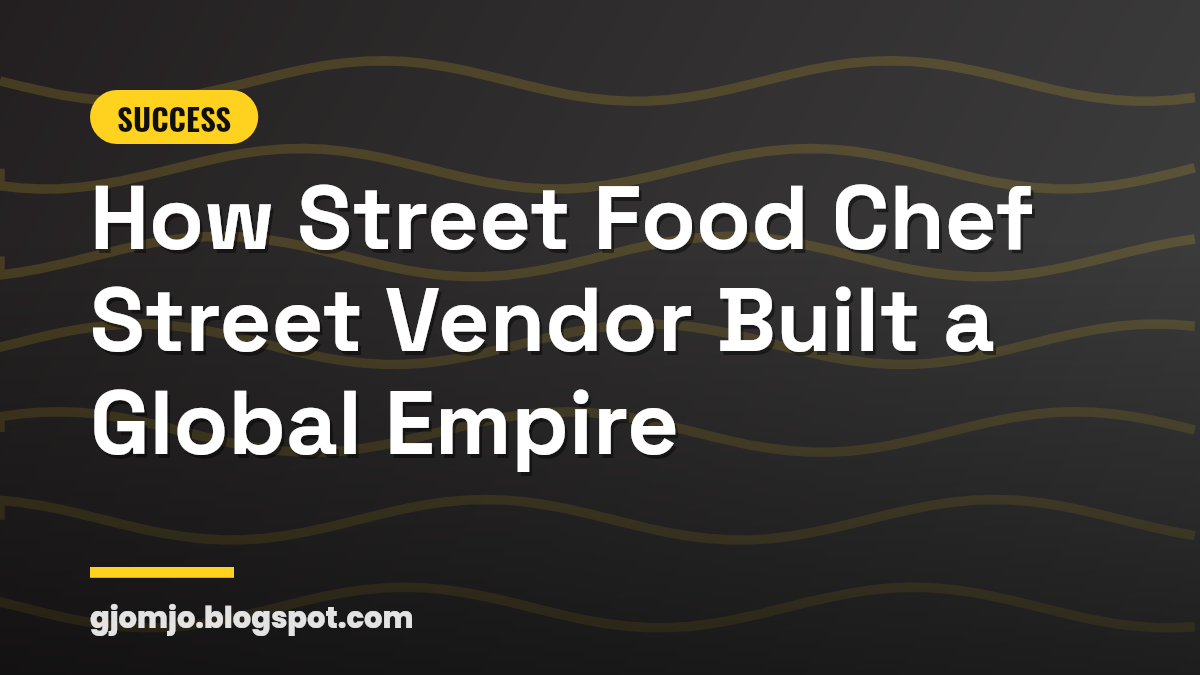 SUCCESS
How Street Food Chef
Street Vendor Built a
Global Empire
gjomjo.blogspot.com